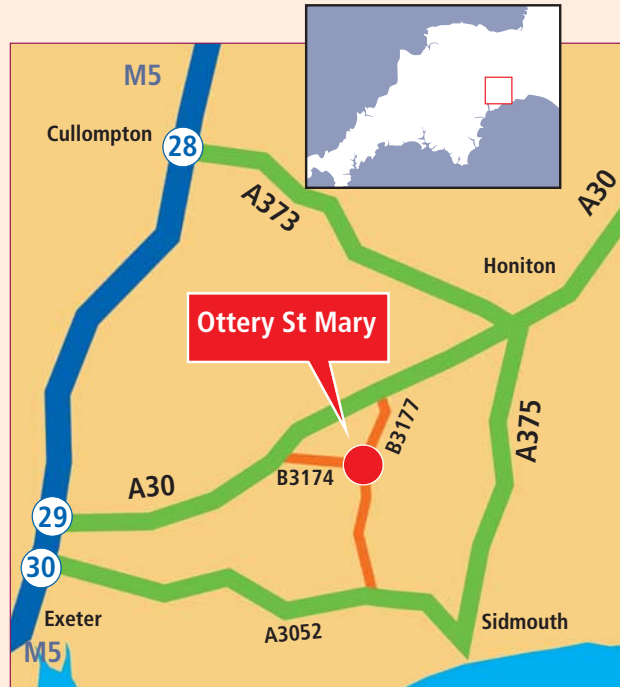 M5
Cullompton
28
A373
A30
Honiton
Ottery St Mary
B3177
A375
B3174
A30
29
30
Exeter
A3052
Sidmouth
M5